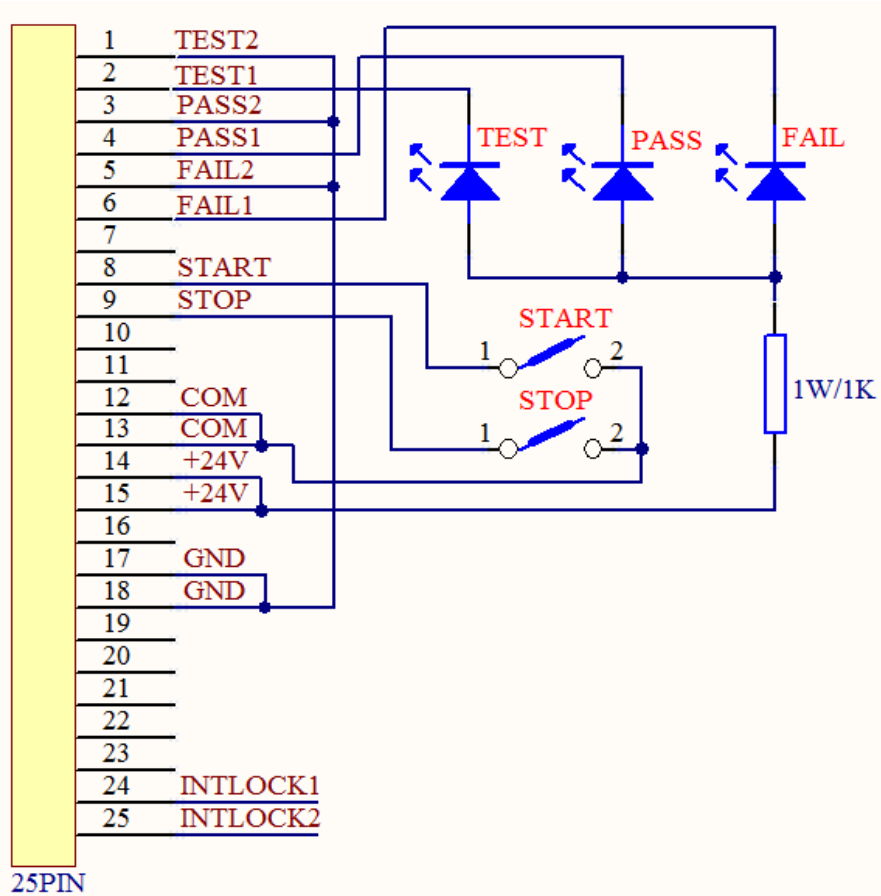 1 TEST2
2 TEST1
3 PASS2
4 PASS1
5 FAIL2
6 FAIL1
7
8 START
9 STOP
10
11
12 COM
13 COM
14 +24V
15 +24V
16
17 GND
18 GND
19
20
21
22
23
24 INTLOCK1
25 INTLOCK2
25PIN
TEST PASS FAIL
START
1 2
STOP
1 2
1W/1K